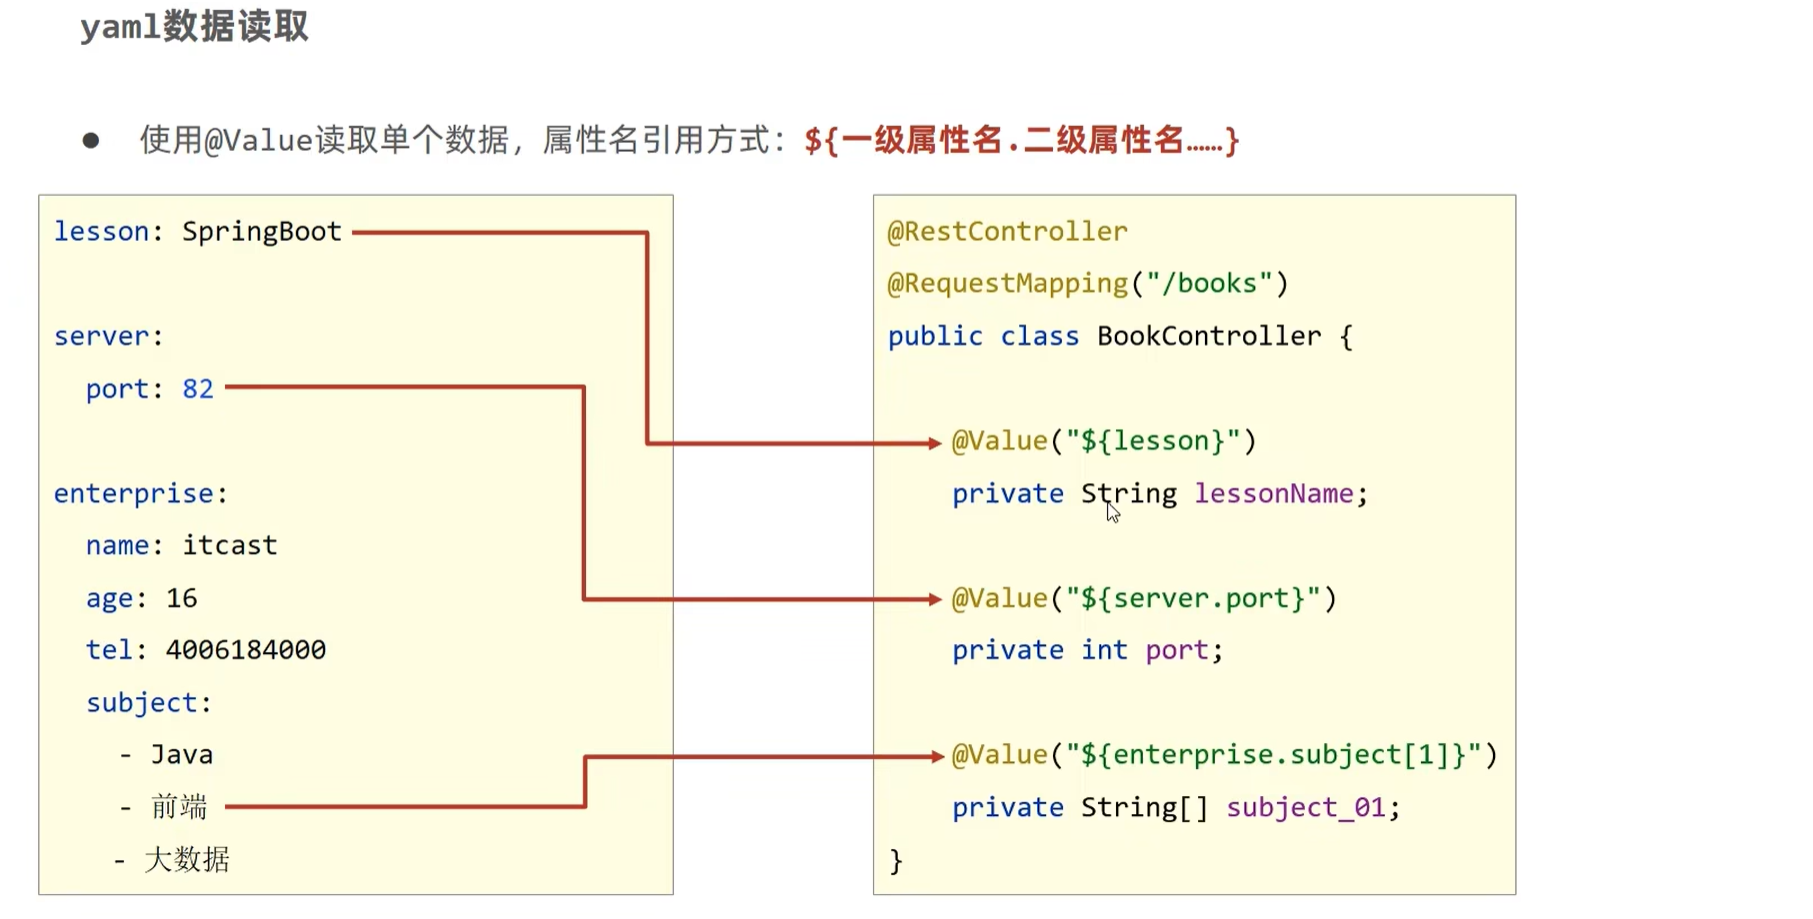 yaml数据读取
● 使用@Value读取单个数据，属性名引用方式：${一级属性名.二级属性名……}
lesson: SpringBoot
server:
port: 82
enterprise:
name: itcast
age: 16
tel: 4006184000
subject:
- Java
- 前端
- 大数据
@RestController
@RequestMapping("/books")
public class BookController {
@Value("${lesson}")
private String lessonName;
@Value("${server.port}")
private int port;
@Value("${enterprise.subject[1]}")
private String[] subject_01;
}